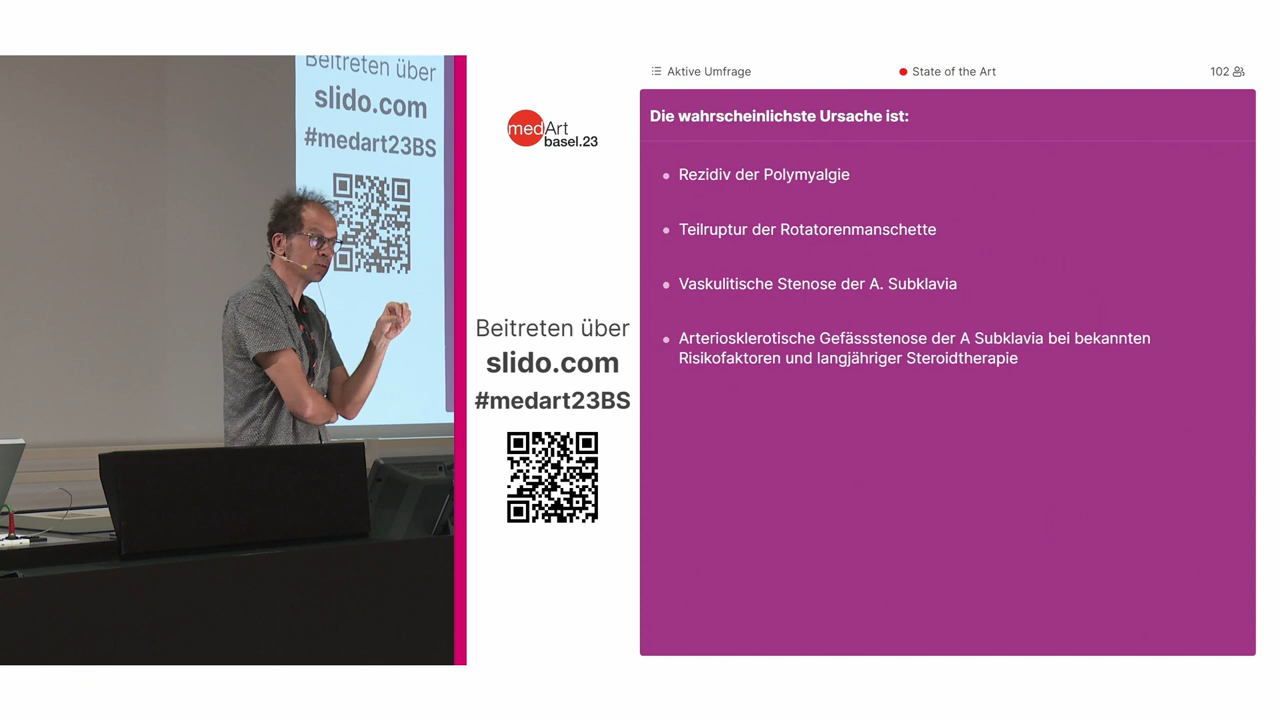 Beitreten über
slido.com
#medart23BS
medArt
basel.23
Beitreten über
slido.com
#medart23BS
Aktive Umfrage
State of the Art
102
Die wahrscheinlichste Ursache ist:
Rezidiv der Polymyalgie
Teilruptur der Rotatorenmanschette
Vaskulitische Stenose der A. Subklavia
Arteriosklerotische Gefässstenose der A Subklavia bei bekannten
Risikofaktoren und langjähriger Steroidtherapie